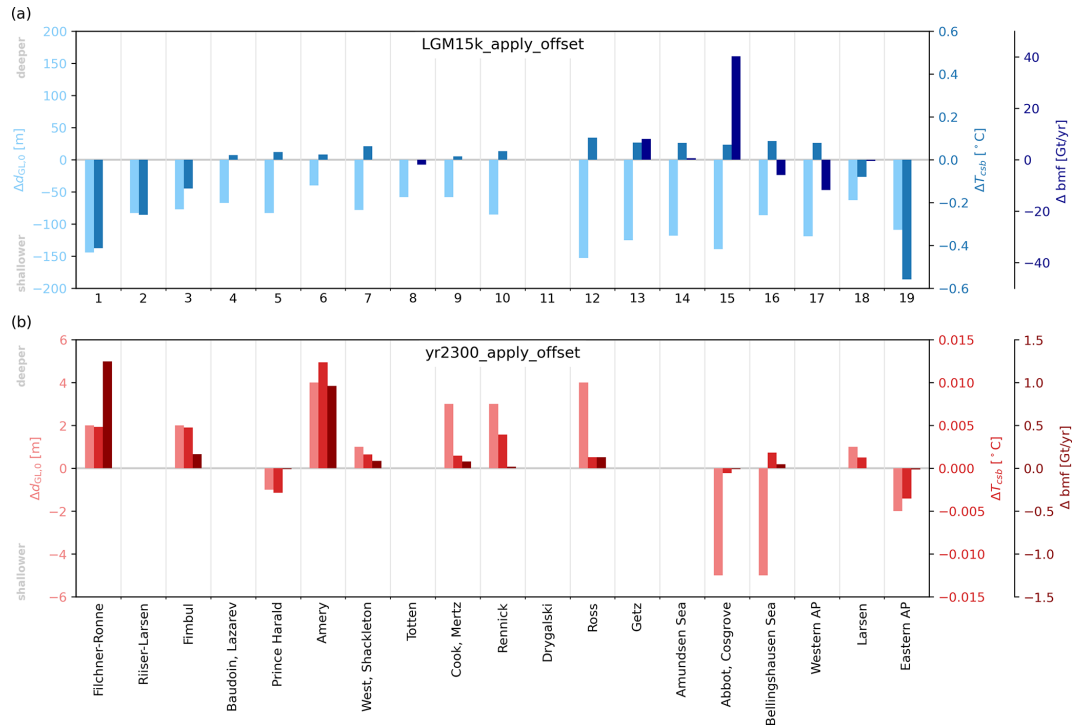 (a)
LGM15k_apply_offset
deeper
shallower
Δd_GL,0 [m]
200
150
100
50
0
−50
−100
−150
−200
0.6
0.4
0.2
0.0
−0.2
−0.4
−0.6
ΔT_csb [°C]
40
20
0
−20
−40
Δ bmf [Gt/yr]
1 2 3 4 5 6 7 8 9 10 11 12 13 14 15 16 17 18 19
(b)
yr2300_apply_offset
deeper
shallower
Δd_GL,0 [m]
6
4
2
0
−2
−4
−6
0.015
0.010
0.005
0.000
−0.005
−0.010
−0.015
ΔT_csb [°C]
1.5
1.0
0.5
0.0
−0.5
−1.0
−1.5
Δ bmf [Gt/yr]
Filchner-Ronne
Riiser-Larsen
Fimbul
Baudoin, Lazarev
Prince Harald
Amery
West, Shackleton
Totten
Cook, Mertz
Rennick
Drygalski
Ross
Getz
Amundsen Sea
Abbot, Cosgrove
Bellingshausen Sea
Western AP
Larsen
Eastern AP